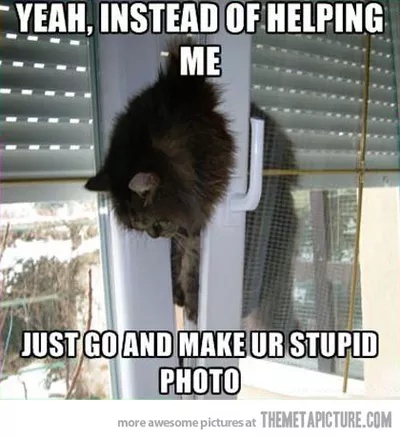 YEAH, INSTEAD OF HELPING
ME
JUST GO AND MAKE UR STUPID
PHOTO
more awesome pictures at THEMETAPICTURE.COM